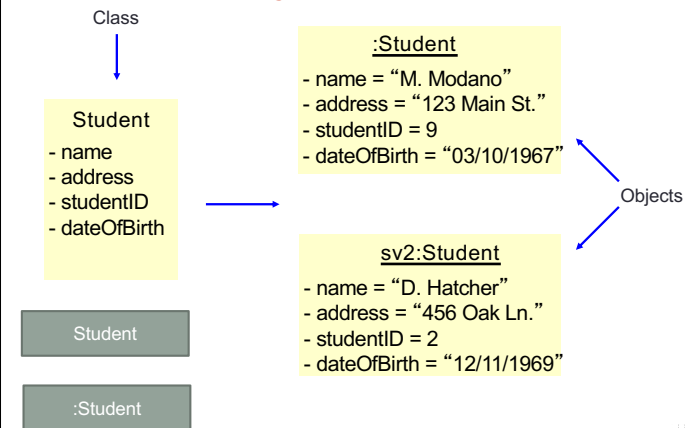 Class
Student
- name
- address
- studentID
- dateOfBirth
:Student
- name = “M. Modano”
- address = “123 Main St.”
- studentID = 9
- dateOfBirth = “03/10/1967”
Objects
sv2:Student
- name = “D. Hatcher”
- address = “456 Oak Ln.”
- studentID = 2
- dateOfBirth = “12/11/1969”
Student
:Student